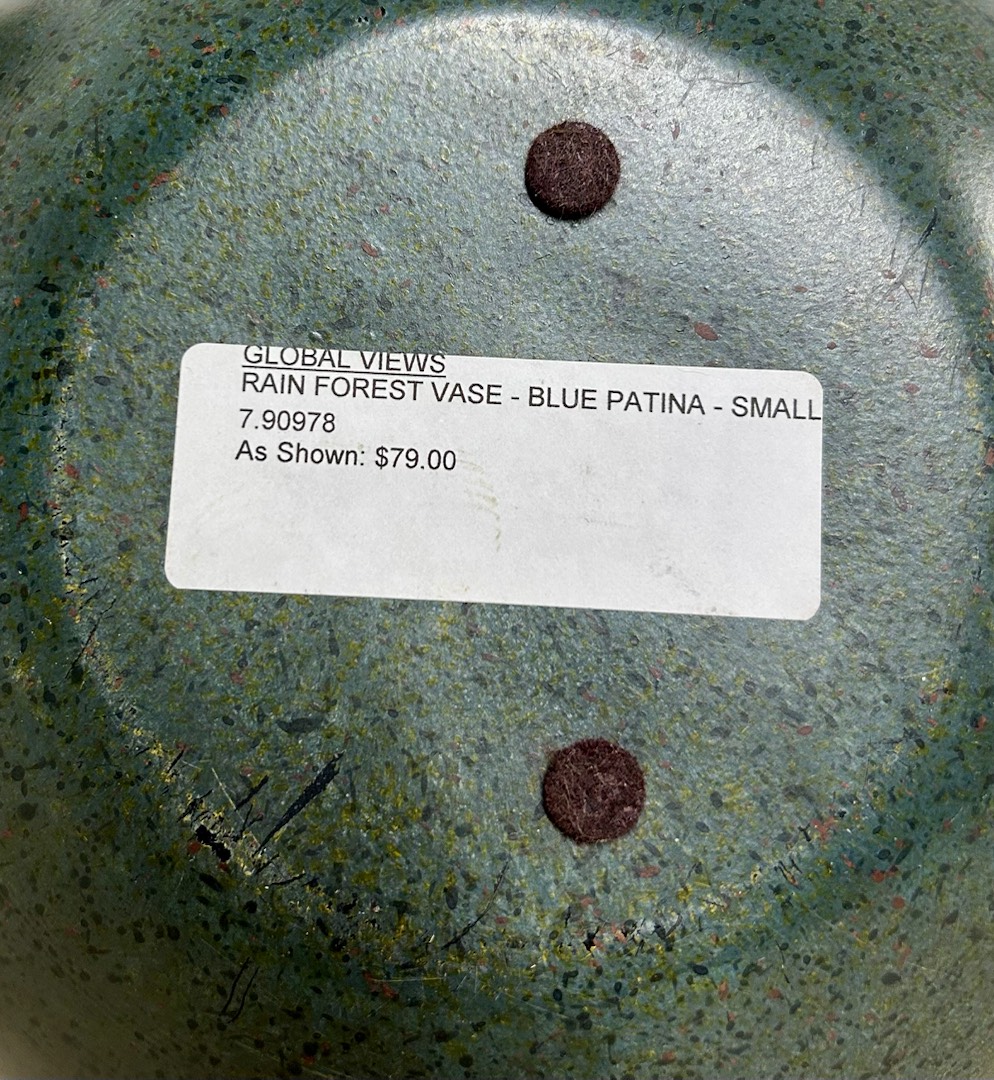 GLOBAL VIEWS
RAIN FOREST VASE - BLUE PATINA - SMALL
7.90978
As Shown: $79.00